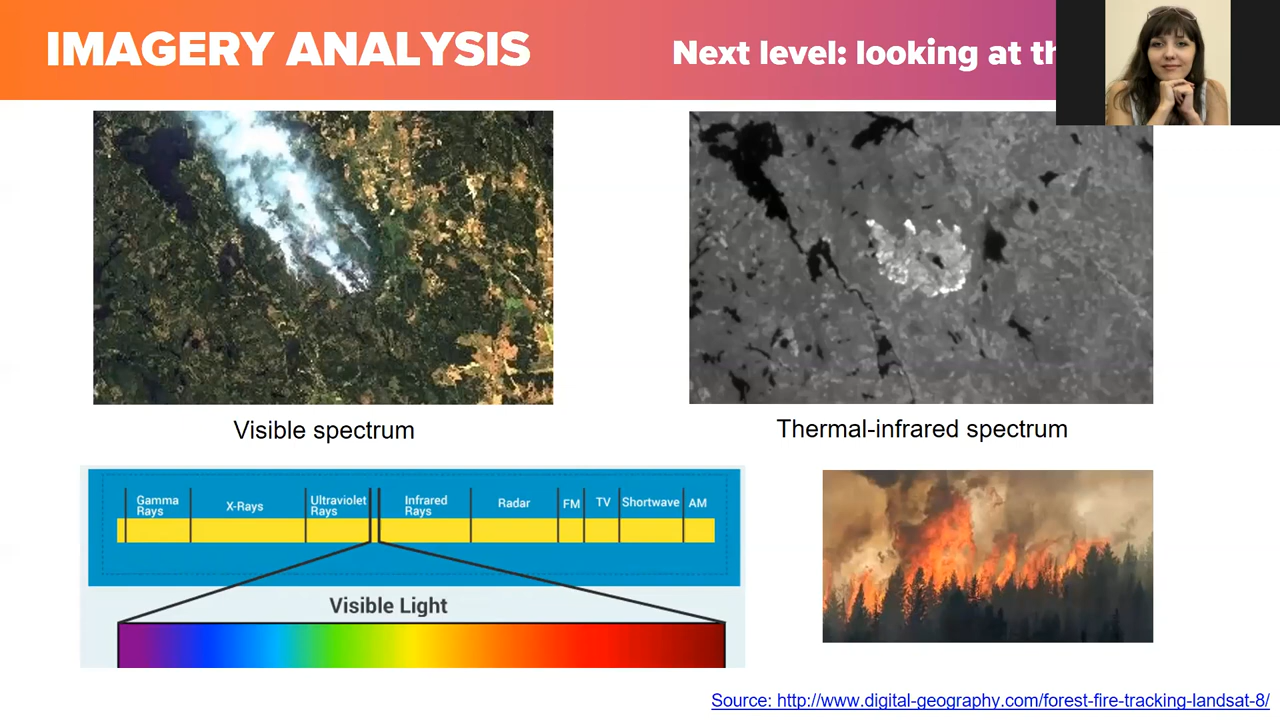 IMAGERY ANALYSIS
Next level: looking at
Visible spectrum
Thermal-infrared spectrum
Gamma
Rays
X-Rays
Ultraviolet
Rays
Infrared
Rays
Radar
FM
TV
Shortwave
AM
Visible Light
Source: http://www.digital-geography.com/forest-fire-tracking-landsat-8/